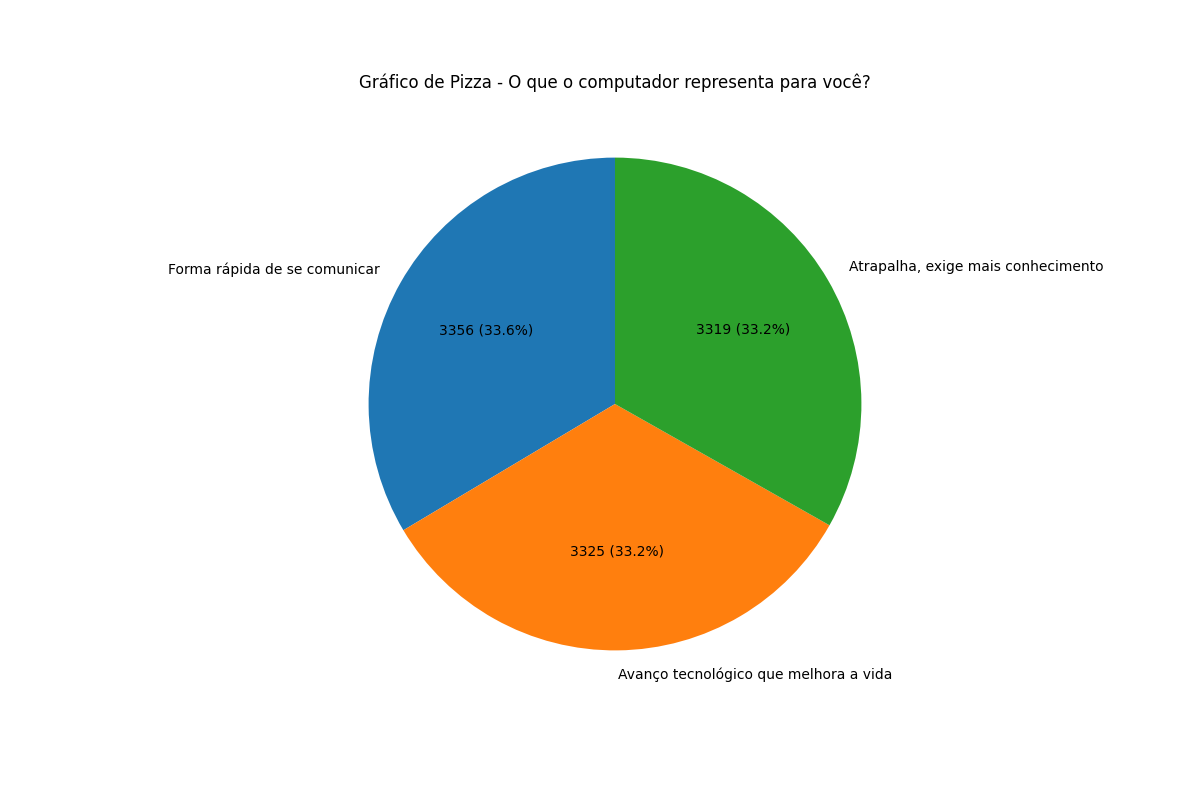 Gráfico de Pizza - O que o computador representa para você?
Forma rápida de se comunicar
Atrapalha, exige mais conhecimento
3356 (33.6%)
3319 (33.2%)
3325 (33.2%)
Avanço tecnológico que melhora a vida